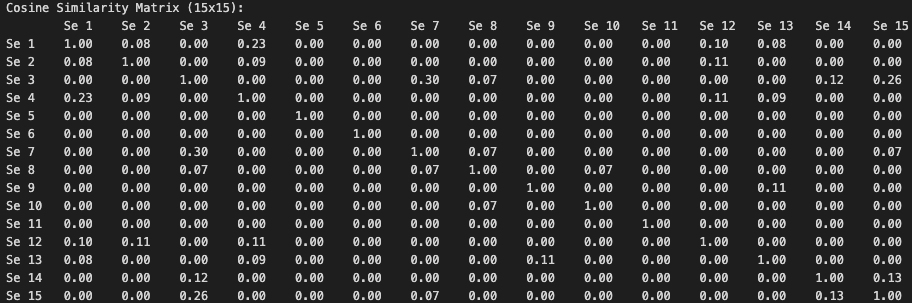 Cosine Similarity Matrix (15x15):
Se 1 Se 2 Se 3 Se 4 Se 5 Se 6 Se 7 Se 8 Se 9 Se 10 Se 11 Se 12 Se 13 Se 14 Se 15
Se 1 1.00 0.08 0.00 0.23 0.00 0.00 0.00 0.00 0.00 0.00 0.00 0.10 0.08 0.00 0.00
Se 2 0.08 1.00 0.00 0.09 0.00 0.00 0.00 0.00 0.00 0.00 0.00 0.11 0.00 0.00 0.00
Se 3 0.00 0.00 1.00 0.00 0.00 0.00 0.30 0.07 0.00 0.00 0.00 0.00 0.00 0.12 0.26
Se 4 0.23 0.09 0.00 1.00 0.00 0.00 0.00 0.00 0.00 0.00 0.00 0.11 0.09 0.00 0.00
Se 5 0.00 0.00 0.00 0.00 1.00 0.00 0.00 0.00 0.00 0.00 0.00 0.00 0.00 0.00 0.00
Se 6 0.00 0.00 0.00 0.00 0.00 1.00 0.00 0.00 0.00 0.00 0.00 0.00 0.00 0.00 0.00
Se 7 0.00 0.00 0.30 0.00 0.00 0.00 1.00 0.07 0.00 0.00 0.00 0.00 0.00 0.00 0.07
Se 8 0.00 0.00 0.07 0.00 0.00 0.00 0.07 1.00 0.00 0.07 0.00 0.00 0.00 0.00 0.00
Se 9 0.00 0.00 0.00 0.00 0.00 0.00 0.00 0.00 1.00 0.00 0.00 0.00 0.11 0.00 0.00
Se 10 0.00 0.00 0.00 0.00 0.00 0.00 0.00 0.07 0.00 1.00 0.00 0.00 0.00 0.00 0.00
Se 11 0.00 0.00 0.00 0.00 0.00 0.00 0.00 0.00 0.00 0.00 1.00 0.00 0.00 0.00 0.00
Se 12 0.10 0.11 0.00 0.11 0.00 0.00 0.00 0.00 0.00 0.00 0.00 1.00 0.00 0.00 0.00
Se 13 0.08 0.00 0.00 0.09 0.00 0.00 0.00 0.00 0.11 0.00 0.00 0.00 1.00 0.00 0.00
Se 14 0.00 0.00 0.12 0.00 0.00 0.00 0.00 0.00 0.00 0.00 0.00 0.00 0.00 1.00 0.13
Se 15 0.00 0.00 0.26 0.00 0.00 0.00 0.07 0.00 0.00 0.00 0.00 0.00 0.00 0.13 1.00